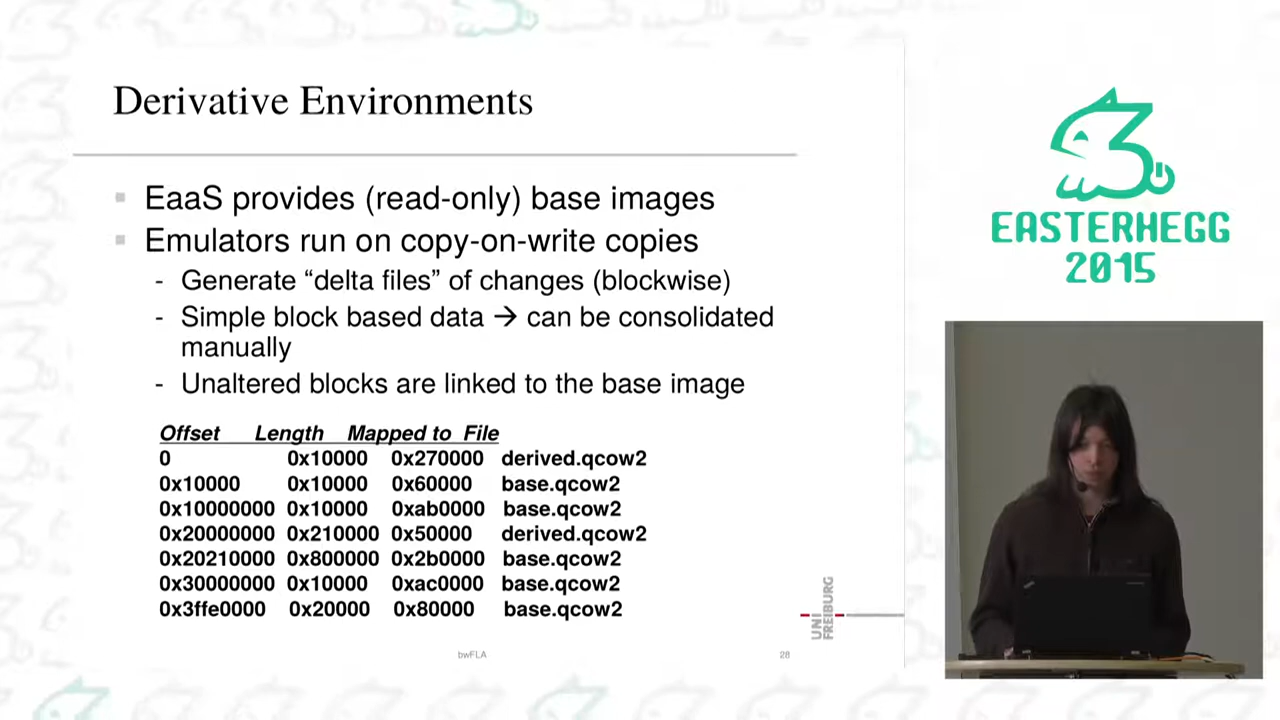 Derivative Environments
EaaS provides (read-only) base images
Emulators run on copy-on-write copies
- Generate “delta files” of changes (blockwise)
- Simple block based data → can be consolidated
manually
- Unaltered blocks are linked to the base image
Offset Length Mapped to File
0 0x10000 0x270000 derived.qcow2
0x10000 0x10000 0x60000 base.qcow2
0x10000000 0x10000 0xab0000 base.qcow2
0x20000000 0x210000 0x50000 derived.qcow2
0x20210000 0x800000 0x2b0000 base.qcow2
0x30000000 0x10000 0xac0000 base.qcow2
0x3ffe0000 0x20000 0x80000 base.qcow2
UNI
FREIBURG
bwFLA
28
EASTERHEGG
2015